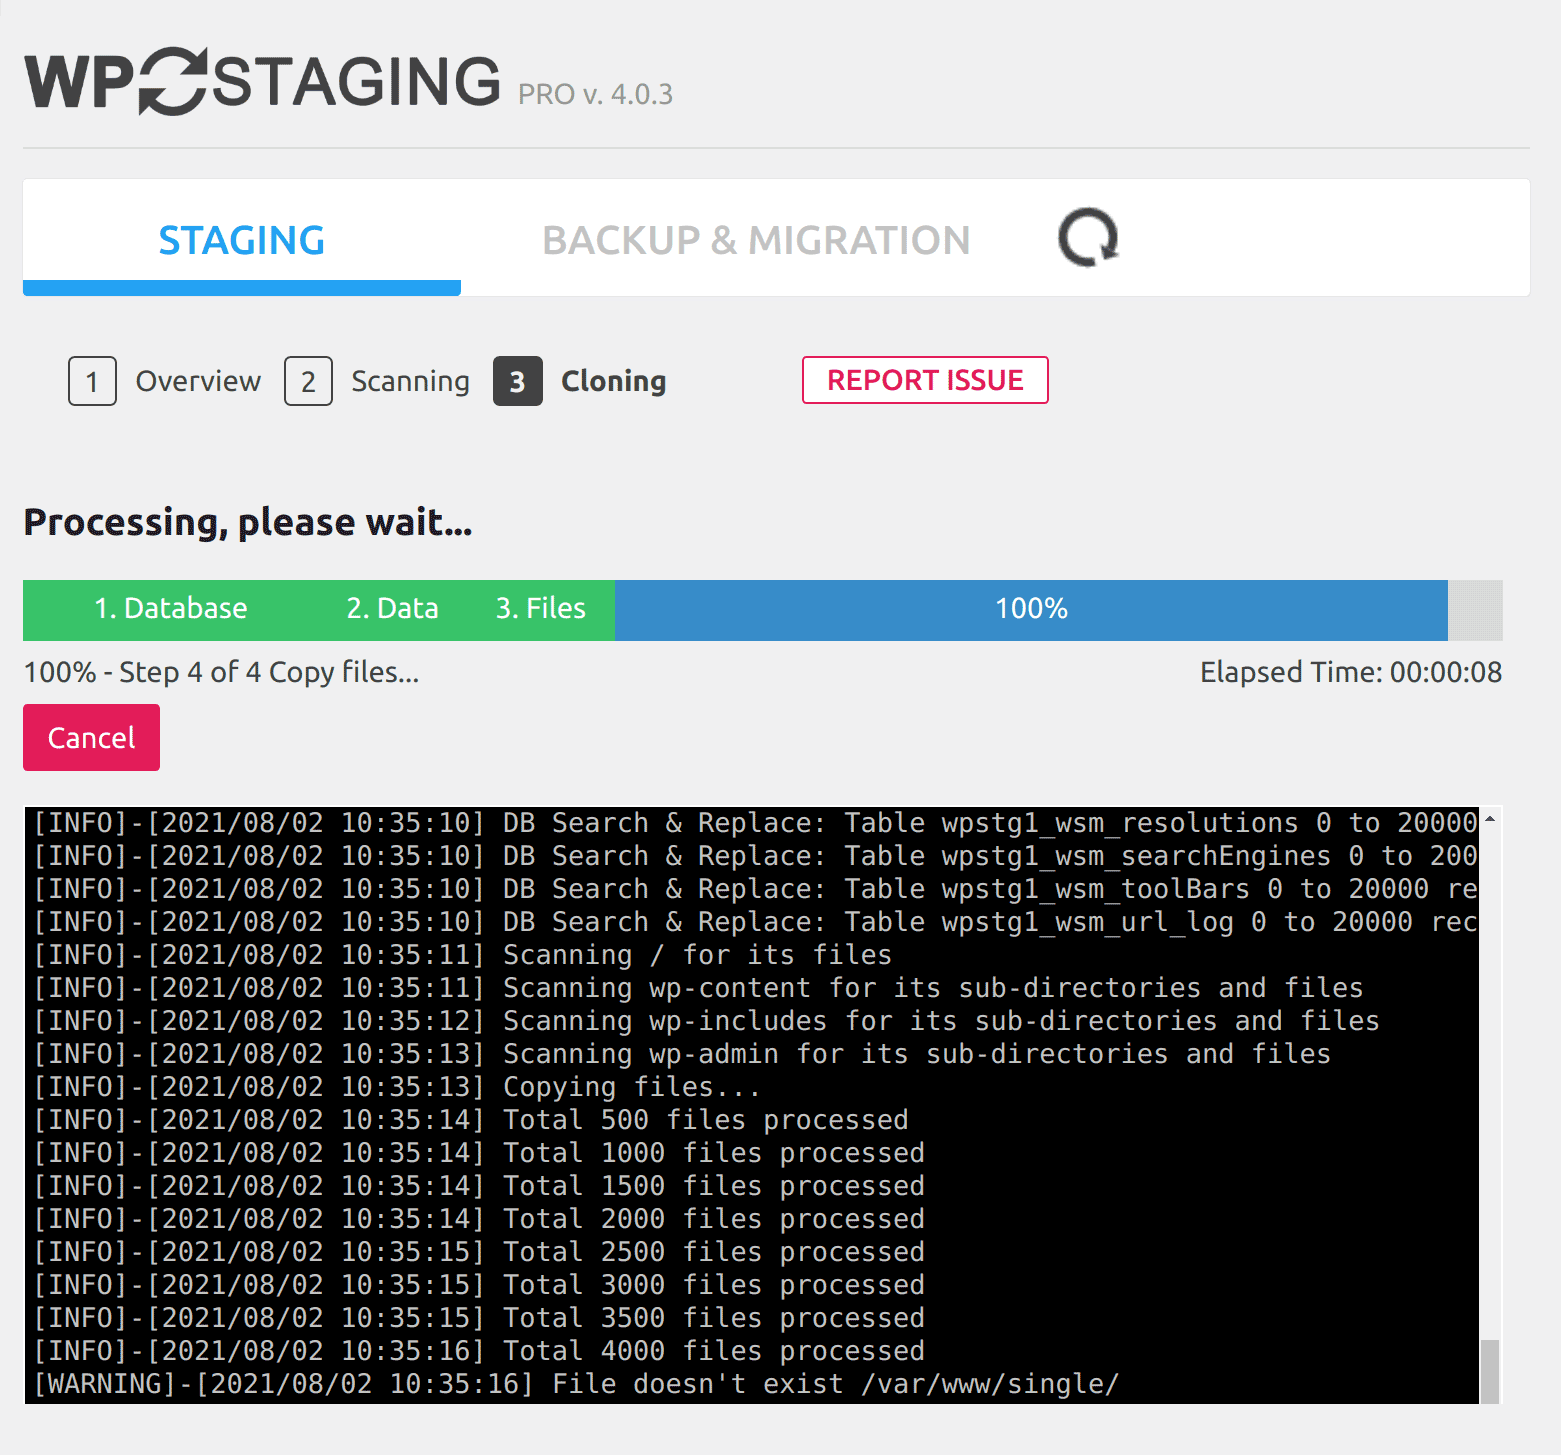 WP STAGING PRO v. 4.0.3
STAGING BACKUP & MIGRATION
1 Overview 2 Scanning 3 Cloning REPORT ISSUE
Processing, please wait...
1. Database 2. Data 3. Files 100%
100% - Step 4 of 4 Copy files... Elapsed Time: 00:00:08
Cancel
[INFO]-[2021/08/02 10:35:10] DB Search & Replace: Table wpstg1_wsm_resolutions 0 to 20000
[INFO]-[2021/08/02 10:35:10] DB Search & Replace: Table wpstg1_wsm_searchEngines 0 to 200
[INFO]-[2021/08/02 10:35:10] DB Search & Replace: Table wpstg1_wsm_toolBars 0 to 20000 re
[INFO]-[2021/08/02 10:35:10] DB Search & Replace: Table wpstg1_wsm_url_log 0 to 20000 rec
[INFO]-[2021/08/02 10:35:11] Scanning / for its files
[INFO]-[2021/08/02 10:35:11] Scanning wp-content for its sub-directories and files
[INFO]-[2021/08/02 10:35:12] Scanning wp-includes for its sub-directories and files
[INFO]-[2021/08/02 10:35:13] Scanning wp-admin for its sub-directories and files
[INFO]-[2021/08/02 10:35:13] Copying files...
[INFO]-[2021/08/02 10:35:14] Total 500 files processed
[INFO]-[2021/08/02 10:35:14] Total 1000 files processed
[INFO]-[2021/08/02 10:35:14] Total 1500 files processed
[INFO]-[2021/08/02 10:35:14] Total 2000 files processed
[INFO]-[2021/08/02 10:35:15] Total 2500 files processed
[INFO]-[2021/08/02 10:35:15] Total 3000 files processed
[INFO]-[2021/08/02 10:35:15] Total 3500 files processed
[INFO]-[2021/08/02 10:35:16] Total 4000 files processed
[WARNING]-[2021/08/02 10:35:16] File doesn't exist /var/www/single/